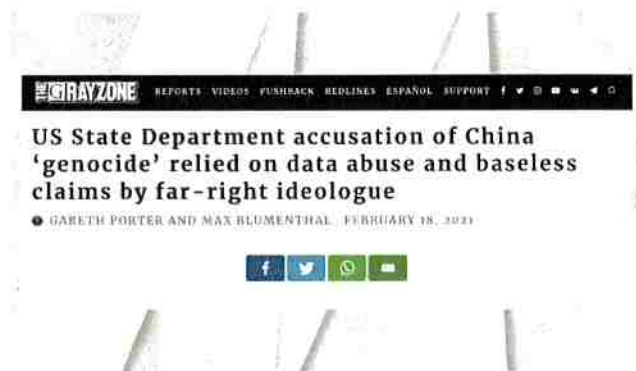 THE GRAYZONE REPORTS VIDEOS PUSHBACK REDLINES ESPAÑOL SUPPORT
US State Department accusation of China
‘genocide’ relied on data abuse and baseless
claims by far-right ideologue
GARETH PORTER AND MAX BLUMENTHAL · FEBRUARY 18, 2021